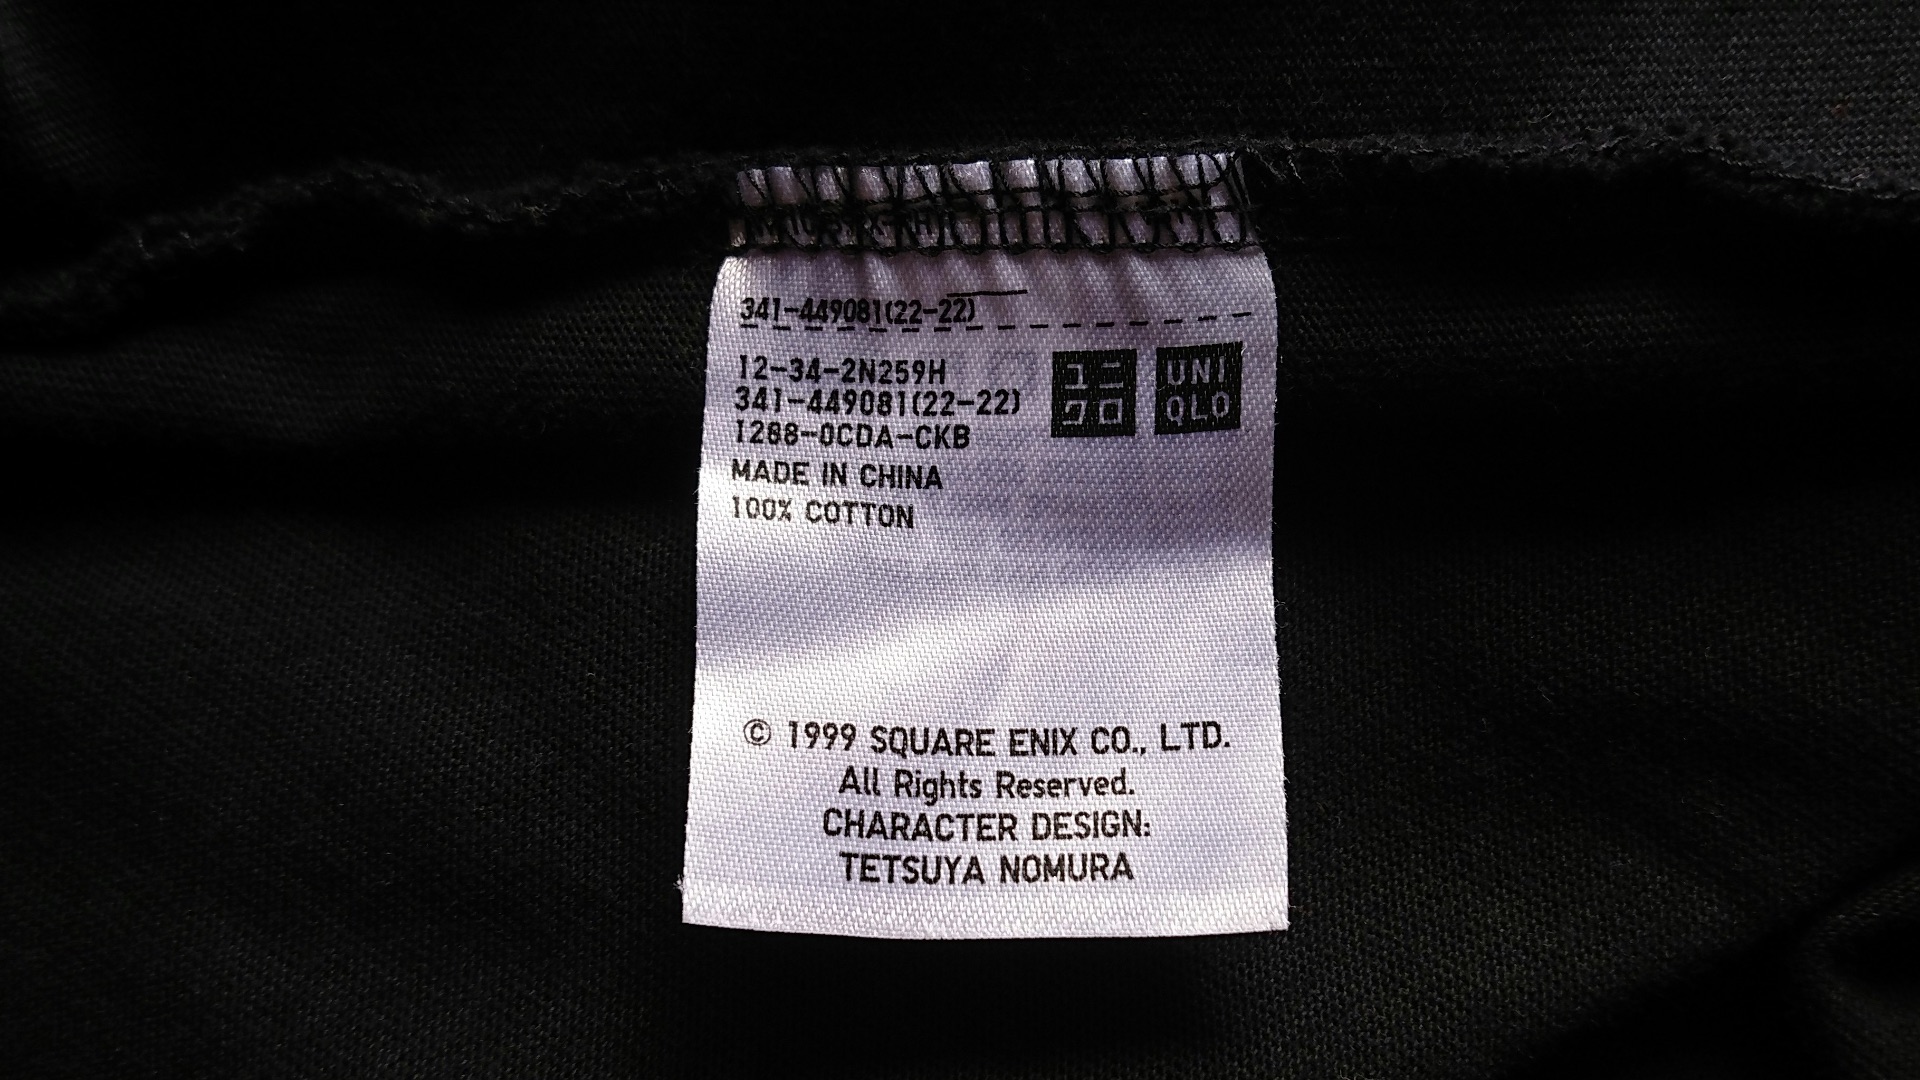 341-449081(22-22)
12-34-2N259H
341-449081(22-22)
1288-0CDA-CKB
MADE IN CHINA
100% COTTON
ユニ
クロ
UNI
QLO
© 1999 SQUARE ENIX CO., LTD.
All Rights Reserved.
CHARACTER DESIGN:
TETSUYA NOMURA